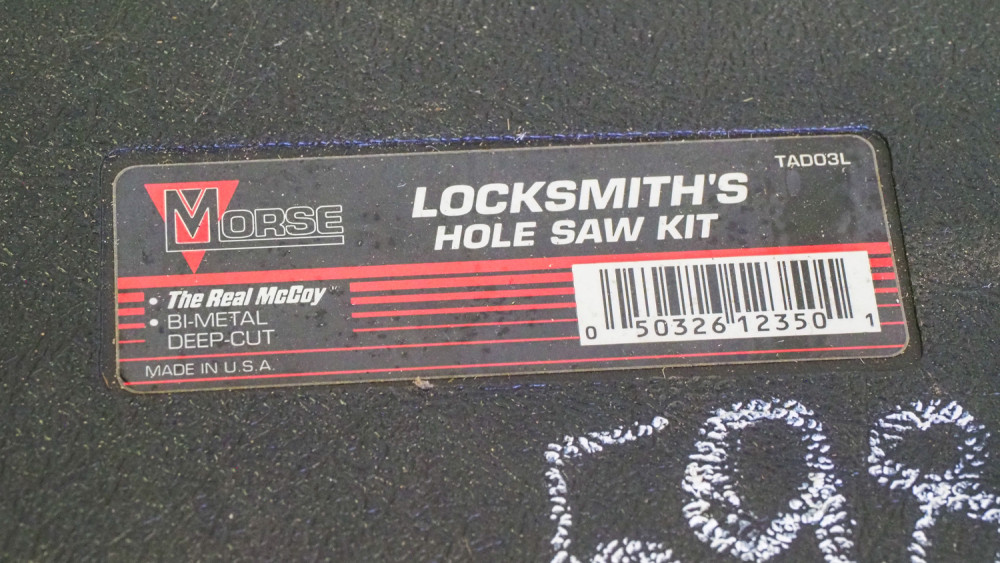 MORSE
LOCKSMITH'S
HOLE SAW KIT
TAD03L
• The Real McCoy
• BI-METAL
DEEP-CUT
MADE IN U.S.A.
0 50326 12350 1